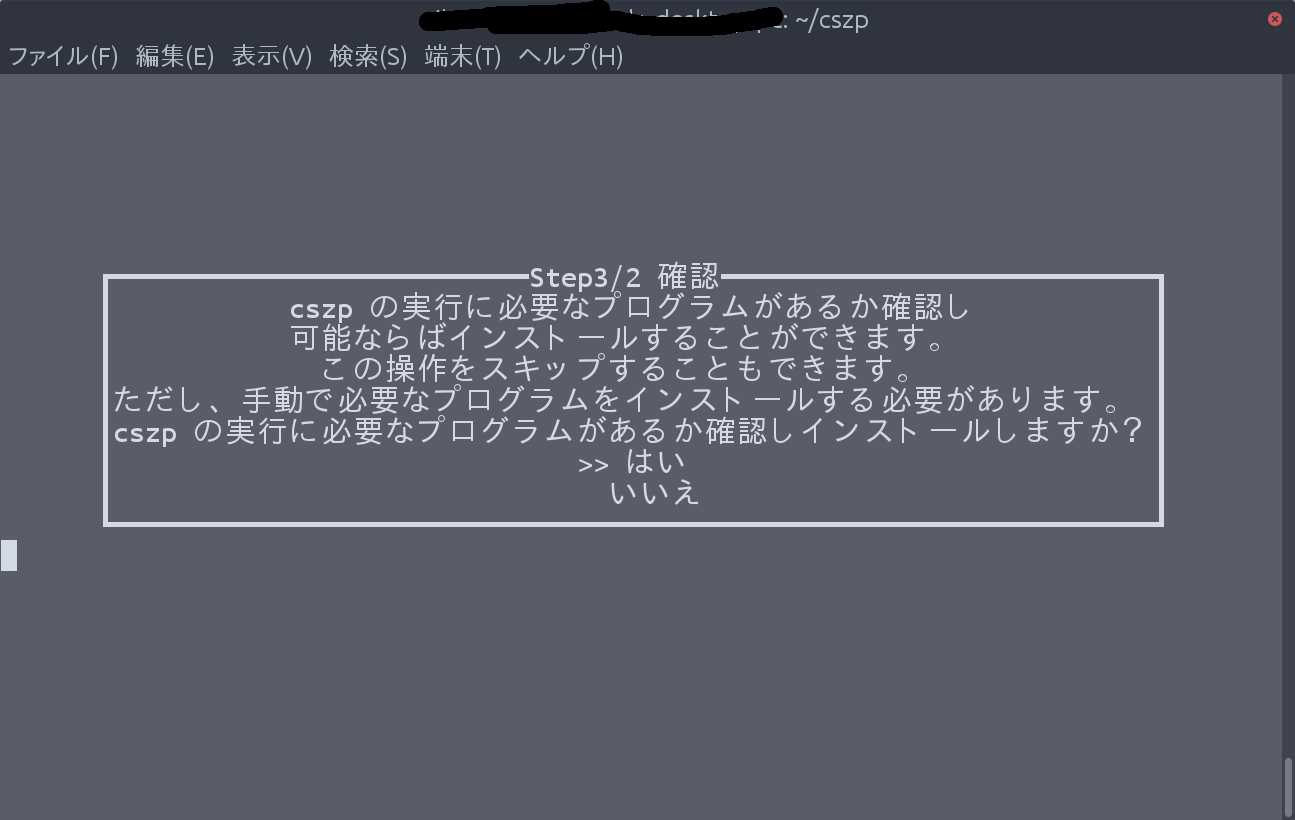 : ~/cszp
ファイル(F) 編集(E) 表示(V) 検索(S) 端末(T) ヘルプ(H)
Step3/2 確認
cszp の実行に必要なプログラムがあるか確認し
可能ならばインストールすることができます。
この操作をスキップすることもできます。
ただし、手動で必要なプログラムをインストールする必要があります。
cszp の実行に必要なプログラムがあるか確認しインストールしますか？
>> はい
いいえ